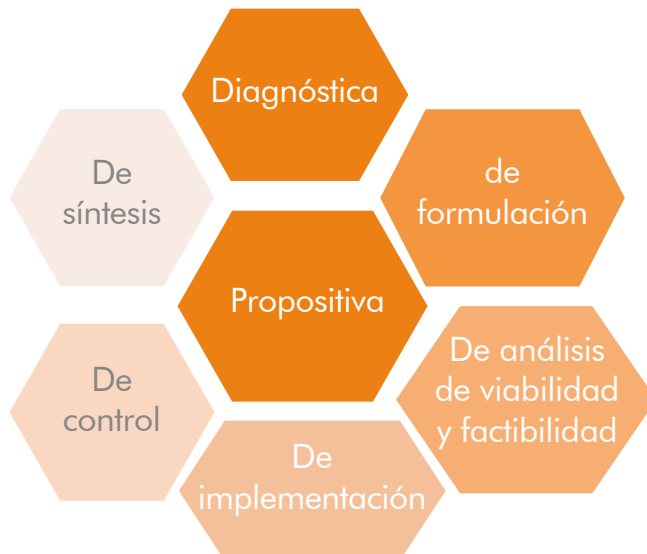 Diagnóstica
de
formulación
De análisis
de viabilidad
y factibilidad
De
implementación
De
control
De
síntesis
Propositiva